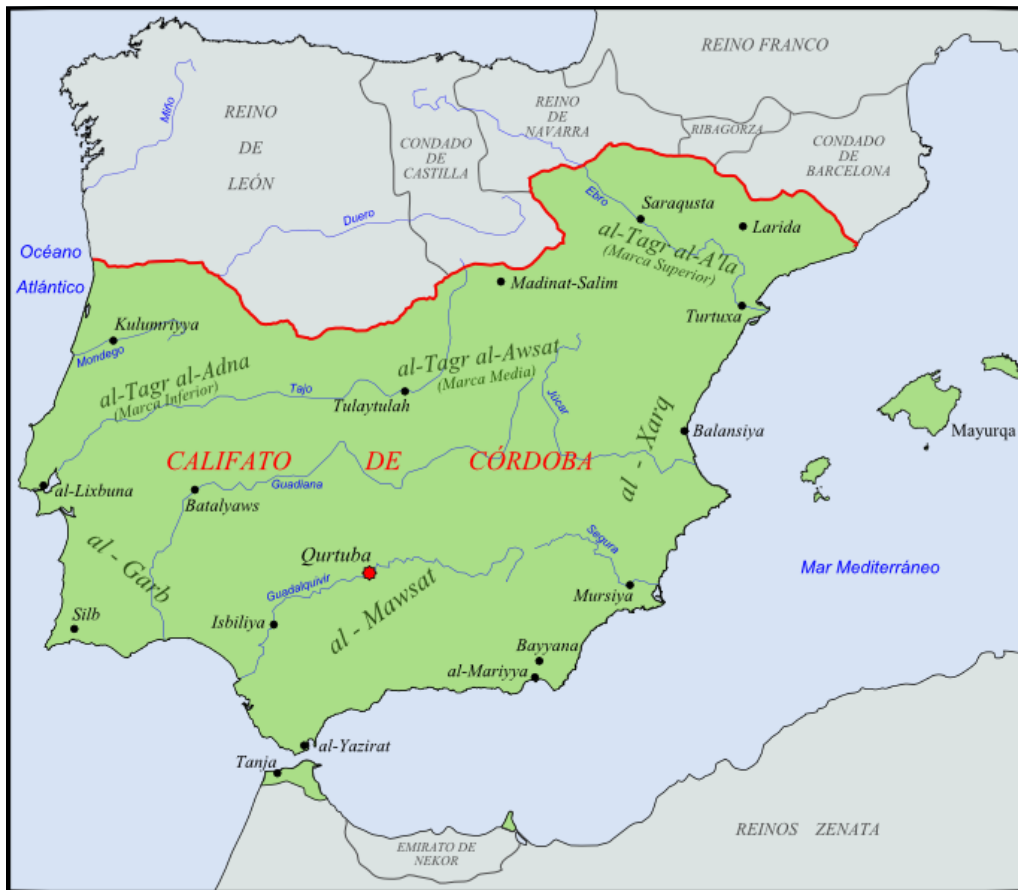 REINO FRANCO
Miño
REINO
DE
LEÓN
CONDADO
DE
CASTILLA
REINO
DE
NAVARRA
RIBAGORZA
CONDADO
DE
BARCELONA
Duero
Ebro
Saraqusta
Larida
al-Tagr al-A'la
(Marca Superior)
Océano
Atlántico
Madinat-Salim
Turtuxa
Kulumriyya
Mondego
al-Tagr al-Adna
(Marca Inferior)
Tajo
al-Tagr al-Awsat
(Marca Media)
Tulaytulah
Júcar
al - Xarq
Balansiya
Mayurqa
CALIFATO DE CÓRDOBA
al-Lixbuna
Batalyaws
Guadiana
al - Garb
Qurtuba
Segura
Mar Mediterráneo
Guadalquivir
al - Mawsat
Mursiya
Silb
Isbiliya
Bayyana
al-Mariyya
al-Yazirat
Tanja
EMIRATO DE
NEKOR
REINOS ZENATA